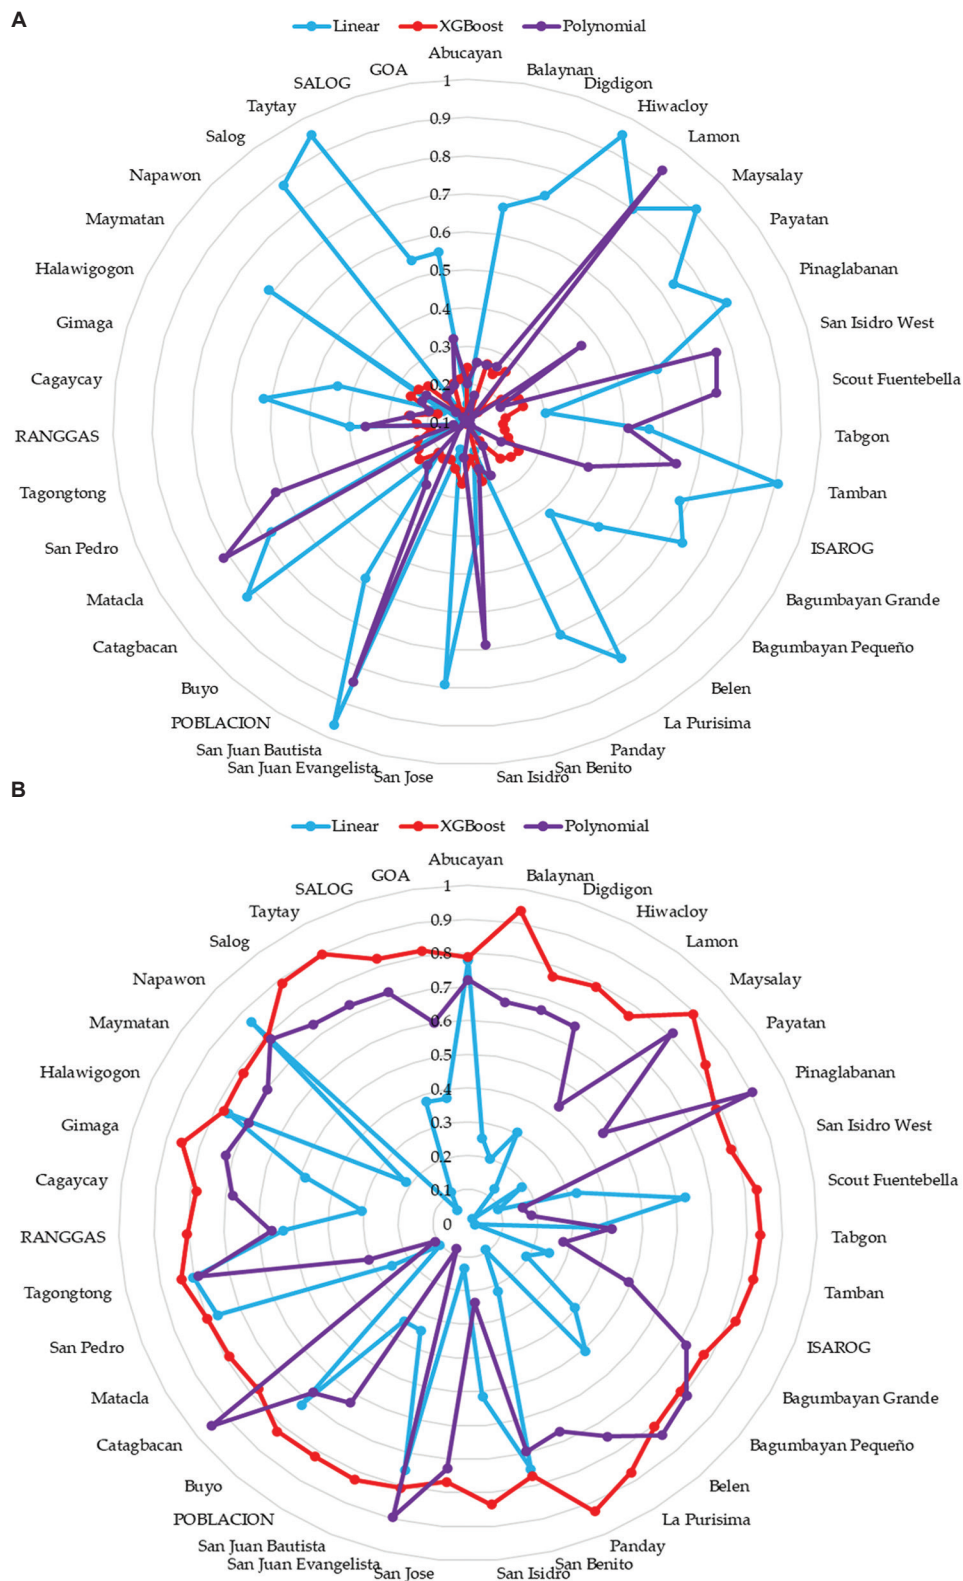 A
Linear XGBoost Polynomial
Abucayan
Balaynan
Digdigon
Hiwacloy
Lamon
Maysalay
Payatan
Pinaglabanan
San Isidro West
Scout Fuentebella
Tabgon
Tamban
ISAROG
Bagumbayan Grande
Bagumbayan Pequeño
Belen
La Purisima
Panday
San Benito
San Isidro
San Jose
San Juan Evangelista
San Juan Bautista
POBLACION
Buyo
Catagbacan
Matacla
San Pedro
Tagongtong
RANGGAS
Cagaycay
Gimaga
Halawigogon
Maymatan
Napawon
Salog
Taytay
SALOG
GOA
1
0.9
0.8
0.7
0.6
0.5
0.4
0.3
0.2
0.1
B
Linear XGBoost Polynomial
Abucayan
Balaynan
Digdigon
Hiwacloy
Lamon
Maysalay
Payatan
Pinaglabanan
San Isidro West
Scout Fuentebella
Tabgon
Tamban
ISAROG
Bagumbayan Grande
Bagumbayan Pequeño
Belen
La Purisima
Panday
San Benito
San Isidro
San Jose
San Juan Evangelista
San Juan Bautista
POBLACION
Buyo
Catagbacan
Matacla
San Pedro
Tagongtong
RANGGAS
Cagaycay
Gimaga
Halawigogon
Maymatan
Napawon
Salog
Taytay
SALOG
GOA
1
0.9
0.8
0.7
0.6
0.5
0.4
0.3
0.2
0.1
0